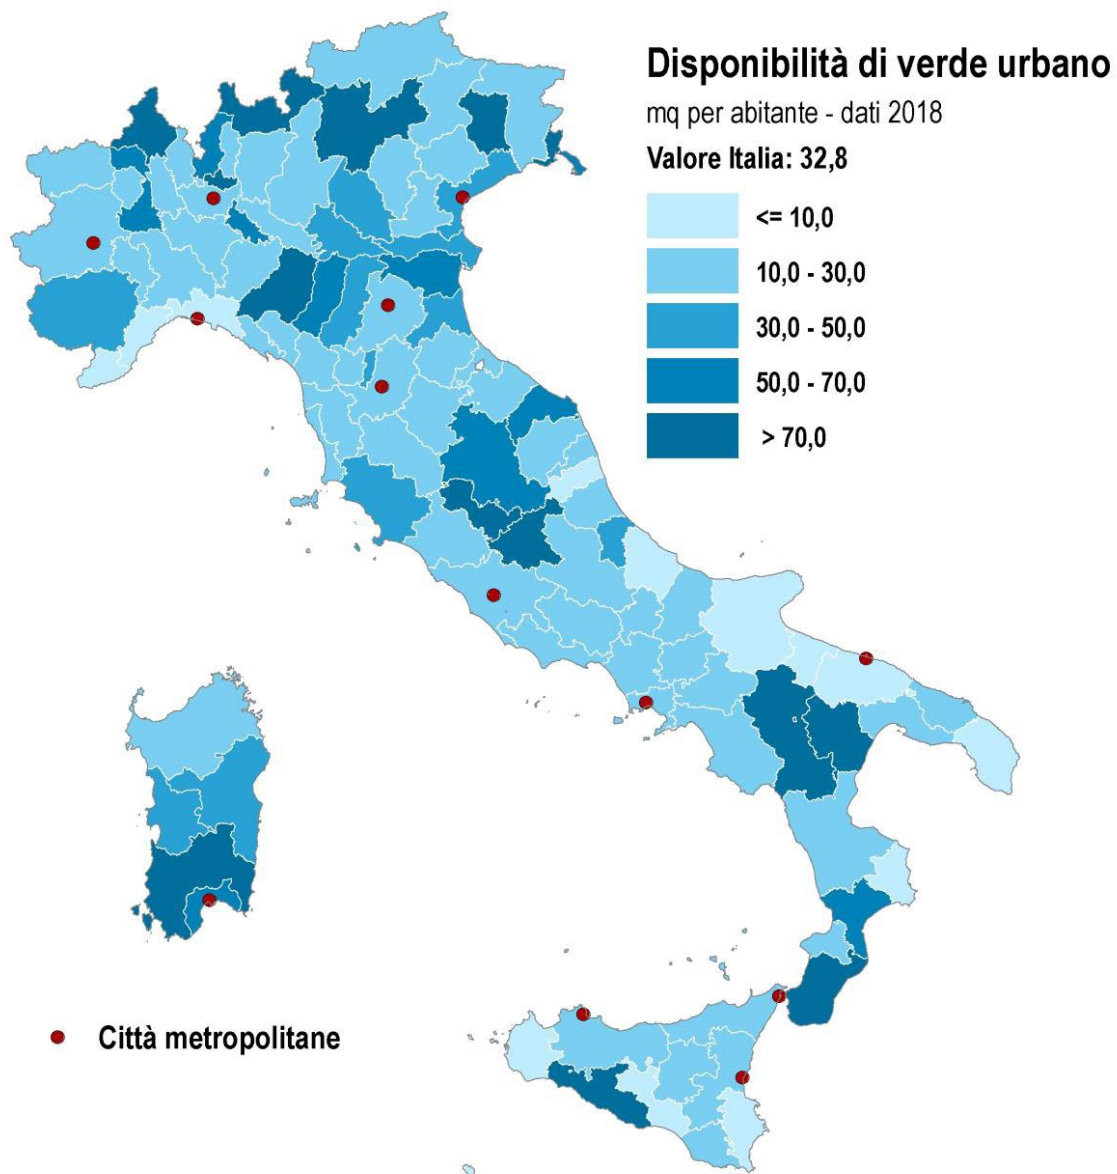 Disponibilità di verde urbano
mq per abitante - dati 2018
Valore Italia: 32,8
<= 10,0
10,0 - 30,0
30,0 - 50,0
50,0 - 70,0
> 70,0
Città metropolitane